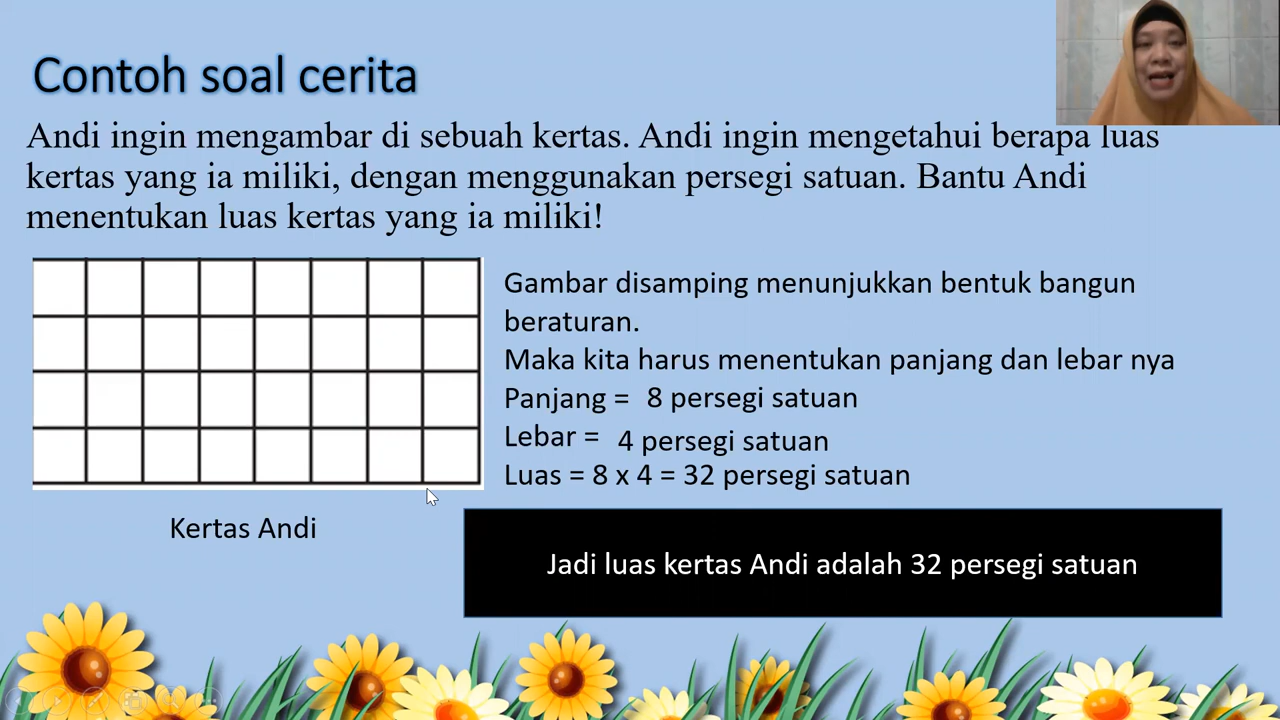 Contoh soal cerita
Andi ingin mengambar di sebuah kertas. Andi ingin mengetahui berapa luas
kertas yang ia miliki, dengan menggunakan persegi satuan. Bantu Andi
menentukan luas kertas yang ia miliki!
Gambar disamping menunjukkan bentuk bangun
beraturan.
Maka kita harus menentukan panjang dan lebar nya
Panjang = 8 persegi satuan
Lebar = 4 persegi satuan
Luas = 8 x 4 = 32 persegi satuan
Kertas Andi
Jadi luas kertas Andi adalah 32 persegi satuan